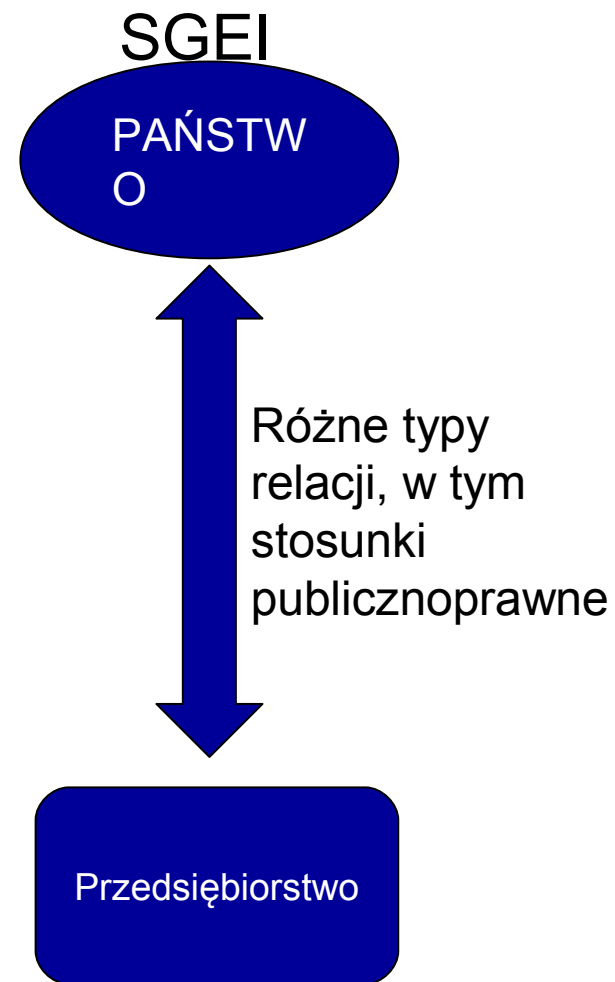 SGEI
PAŃSTW
O
Różne typy
relacji, w tym
stosunki
publicznoprawne
Przedsiębiorstwo